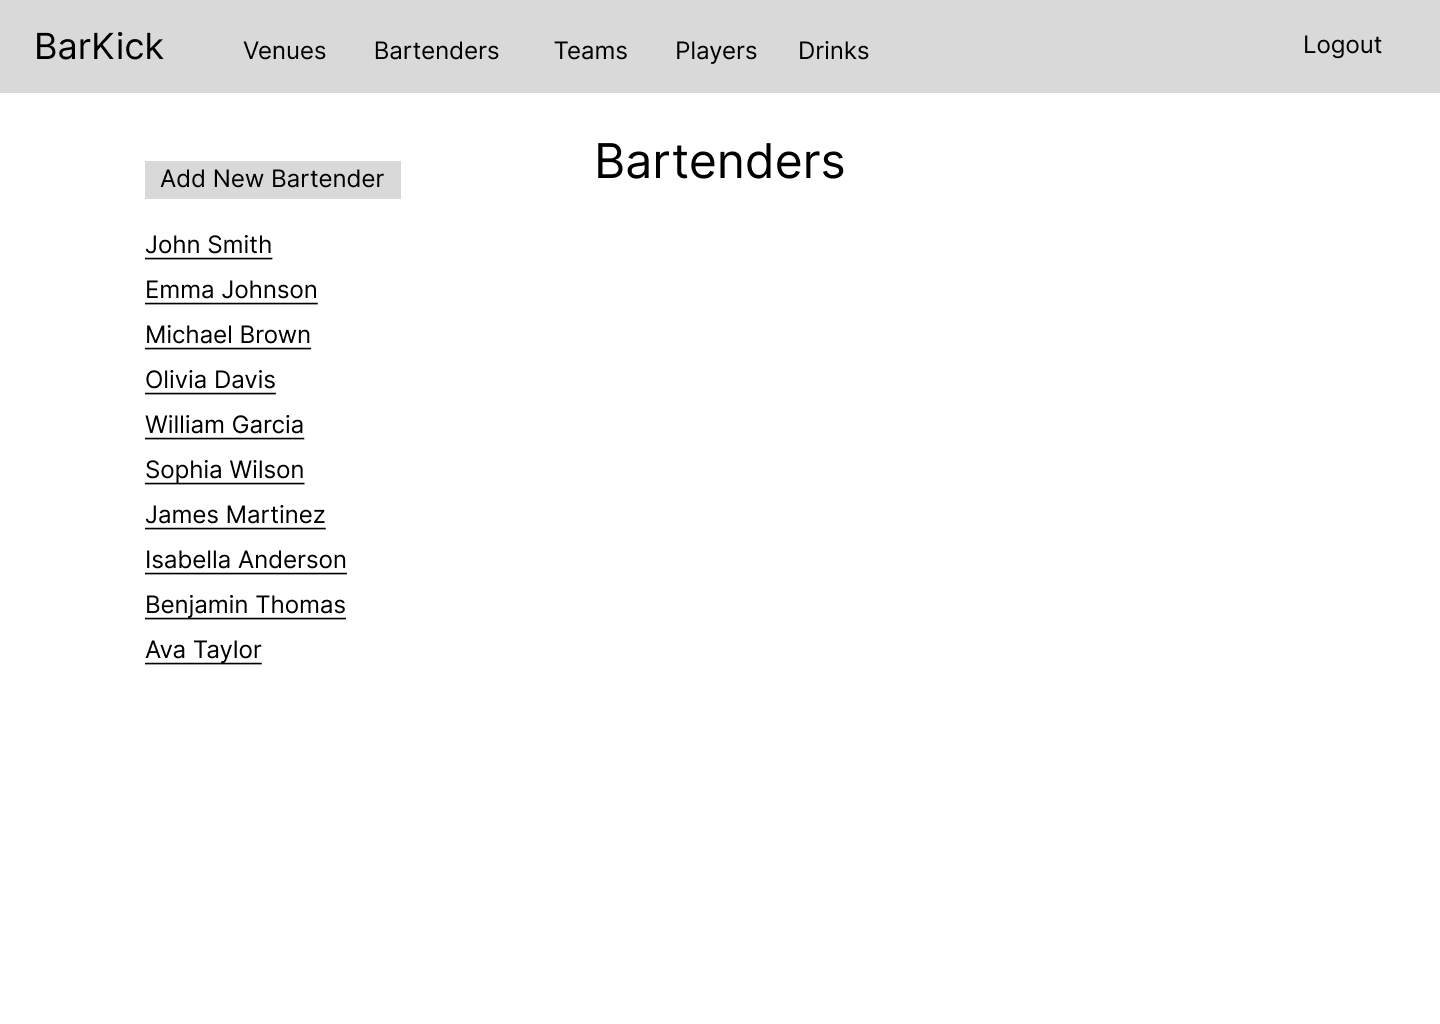 BarKick Venues Bartenders Teams Players Drinks Logout
Bartenders
Add New Bartender
John Smith
Emma Johnson
Michael Brown
Olivia Davis
William Garcia
Sophia Wilson
James Martinez
Isabella Anderson
Benjamin Thomas
Ava Taylor